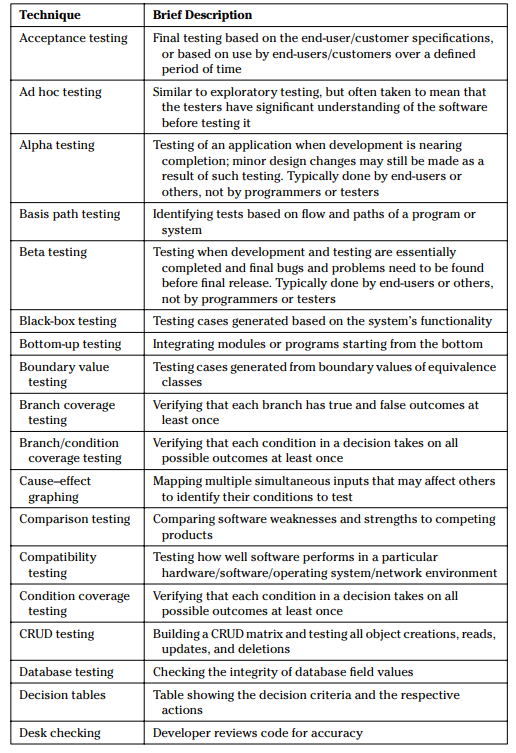 Technique Brief Description
Acceptance testing Final testing based on the end-user/customer specifications,
or based on use by end-users/customers over a defined
period of time
Ad hoc testing Similar to exploratory testing, but often taken to mean that
the testers have significant understanding of the software
before testing it
Alpha testing Testing of an application when development is nearing
completion; minor design changes may still be made as a
result of such testing. Typically done by end-users or
others, not by programmers or testers
Basis path testing Identifying tests based on flow and paths of a program or
system
Beta testing Testing when development and testing are essentially
completed and final bugs and problems need to be found
before final release. Typically done by end-users or others,
not by programmers or testers
Black-box testing Testing cases generated based on the system's functionality
Bottom-up testing Integrating modules or programs starting from the bottom
Boundary value Testing cases generated from boundary values of equivalence
testing classes
Branch coverage Verifying that each branch has true and false outcomes at
testing least once
Branch/condition Verifying that each condition in a decision takes on all
coverage testing possible outcomes at least once
Cause–effect Mapping multiple simultaneous inputs that may affect others
graphing to identify their conditions to test
Comparison testing Comparing software weaknesses and strengths to competing
products
Compatibility Testing how well software performs in a particular
testing hardware/software/operating system/network environment
Condition coverage Verifying that each condition in a decision takes on all
testing possible outcomes at least once
CRUD testing Building a CRUD matrix and testing all object creations, reads,
updates, and deletions
Database testing Checking the integrity of database field values
Decision tables Table showing the decision criteria and the respective
actions
Desk checking Developer reviews code for accuracy